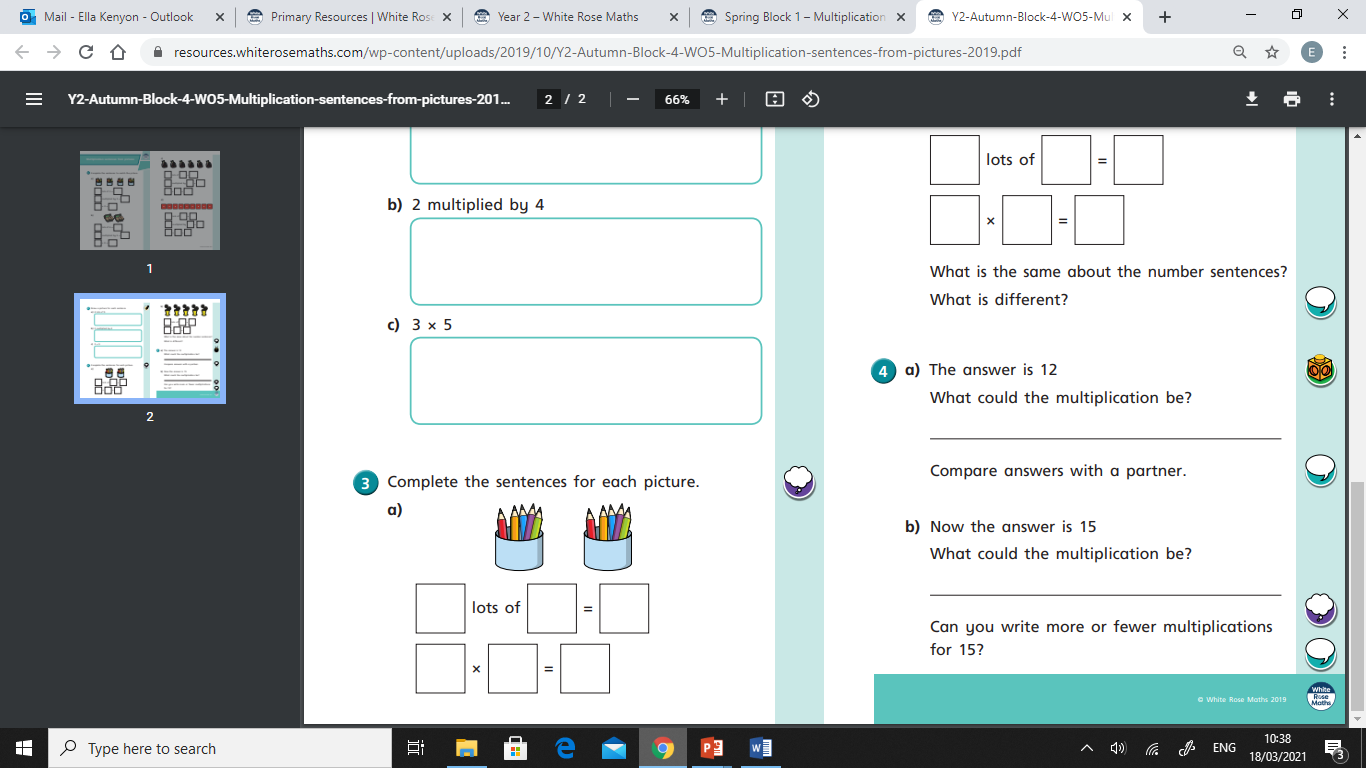 Mail - Ella Kenyon - Outlook
Primary Resources | White Rose
Year 2 – White Rose Maths
Spring Block 1 – Multiplication
Y2-Autumn-Block-4-WO5-Mul
resources.whiterosemaths.com/wp-content/uploads/2019/10/Y2-Autumn-Block-4-WO5-Multiplication-sentences-from-pictures-2019.pdf
E
Y2-Autumn-Block-4-WO5-Multiplication-sentences-from-pictures-201...
2 / 2
66%
1
2
b) 2 multiplied by 4
c) 3 × 5
3 Complete the sentences for each picture.
a)
lots of =
× =
lots of =
× =
What is the same about the number sentences?
What is different?
4 a) The answer is 12
What could the multiplication be?
Compare answers with a partner.
b) Now the answer is 15
What could the multiplication be?
Can you write more or fewer multiplications
for 15?
© White Rose Maths 2019
White
Rose
Maths
Type here to search
ENG
10:38
18/03/2021
3